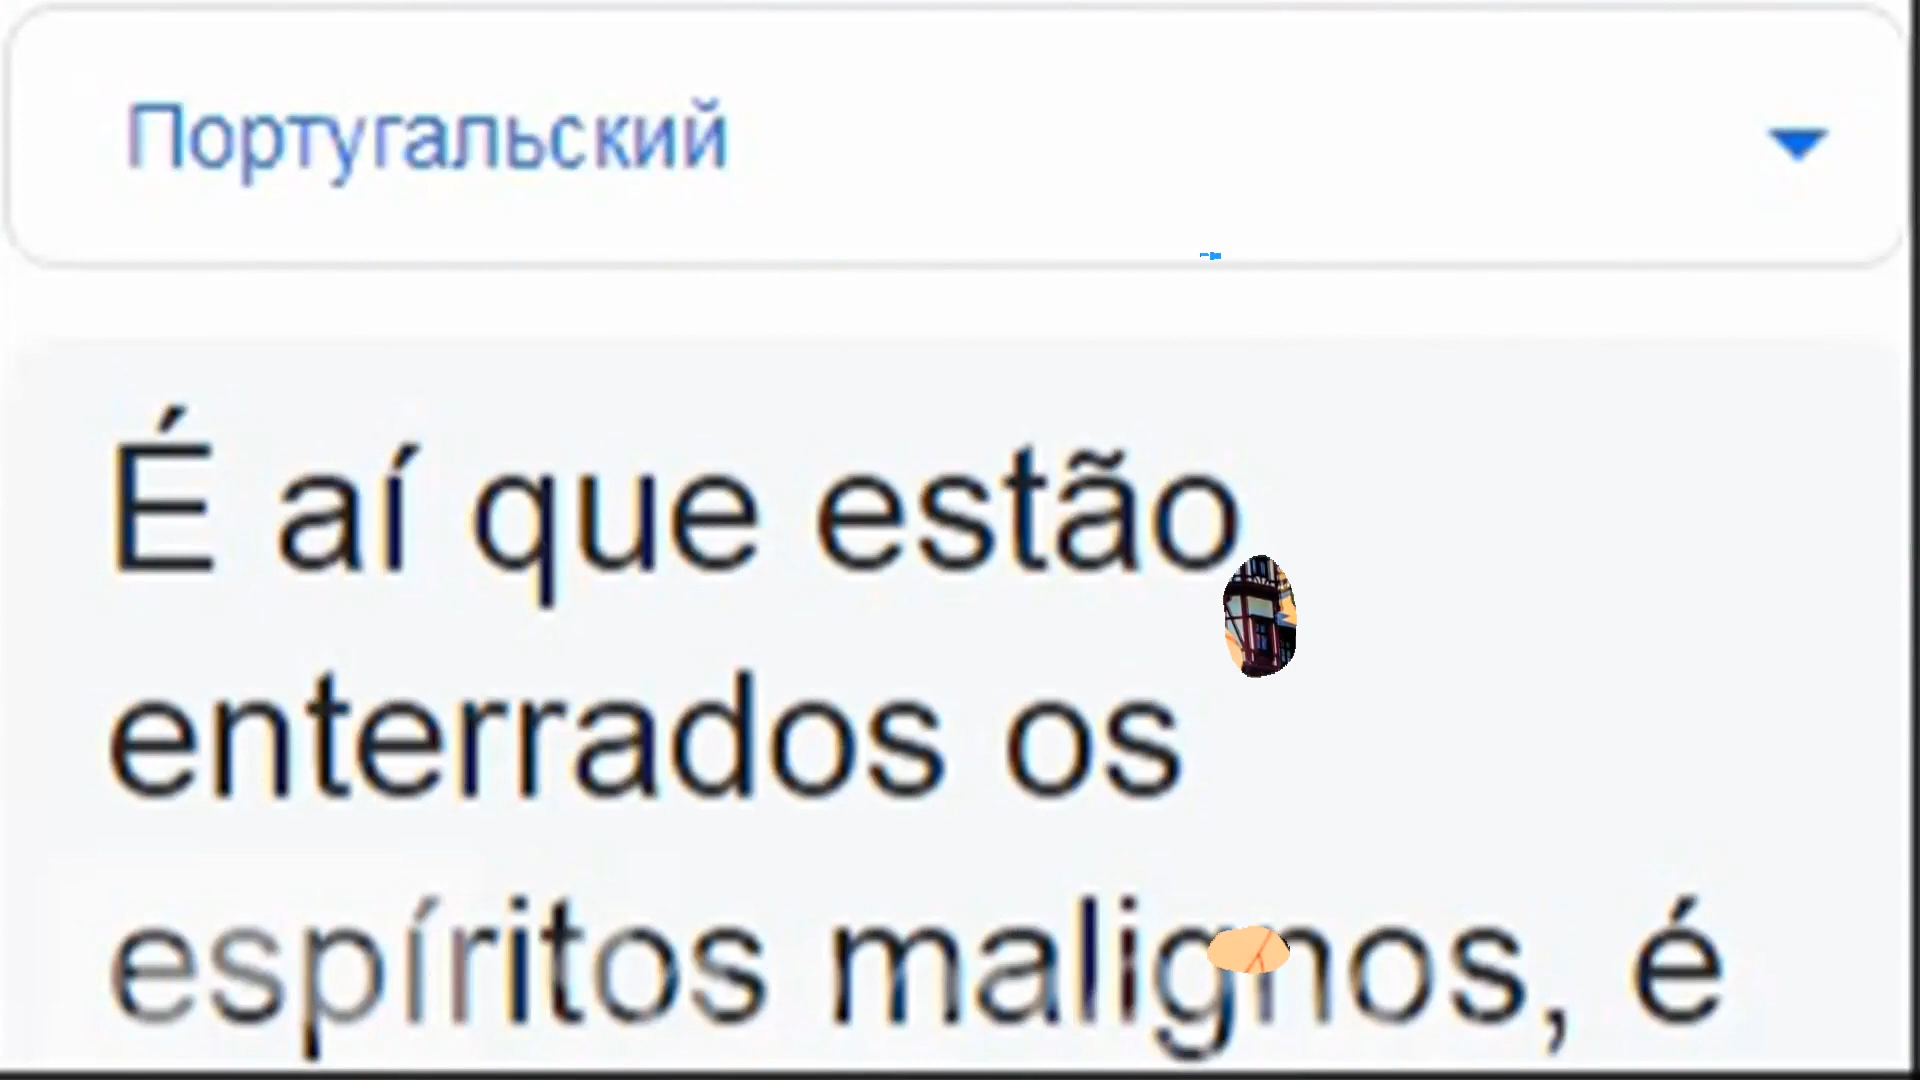 Португальский
É aí que estão
enterrados os
espíritos malignos, é